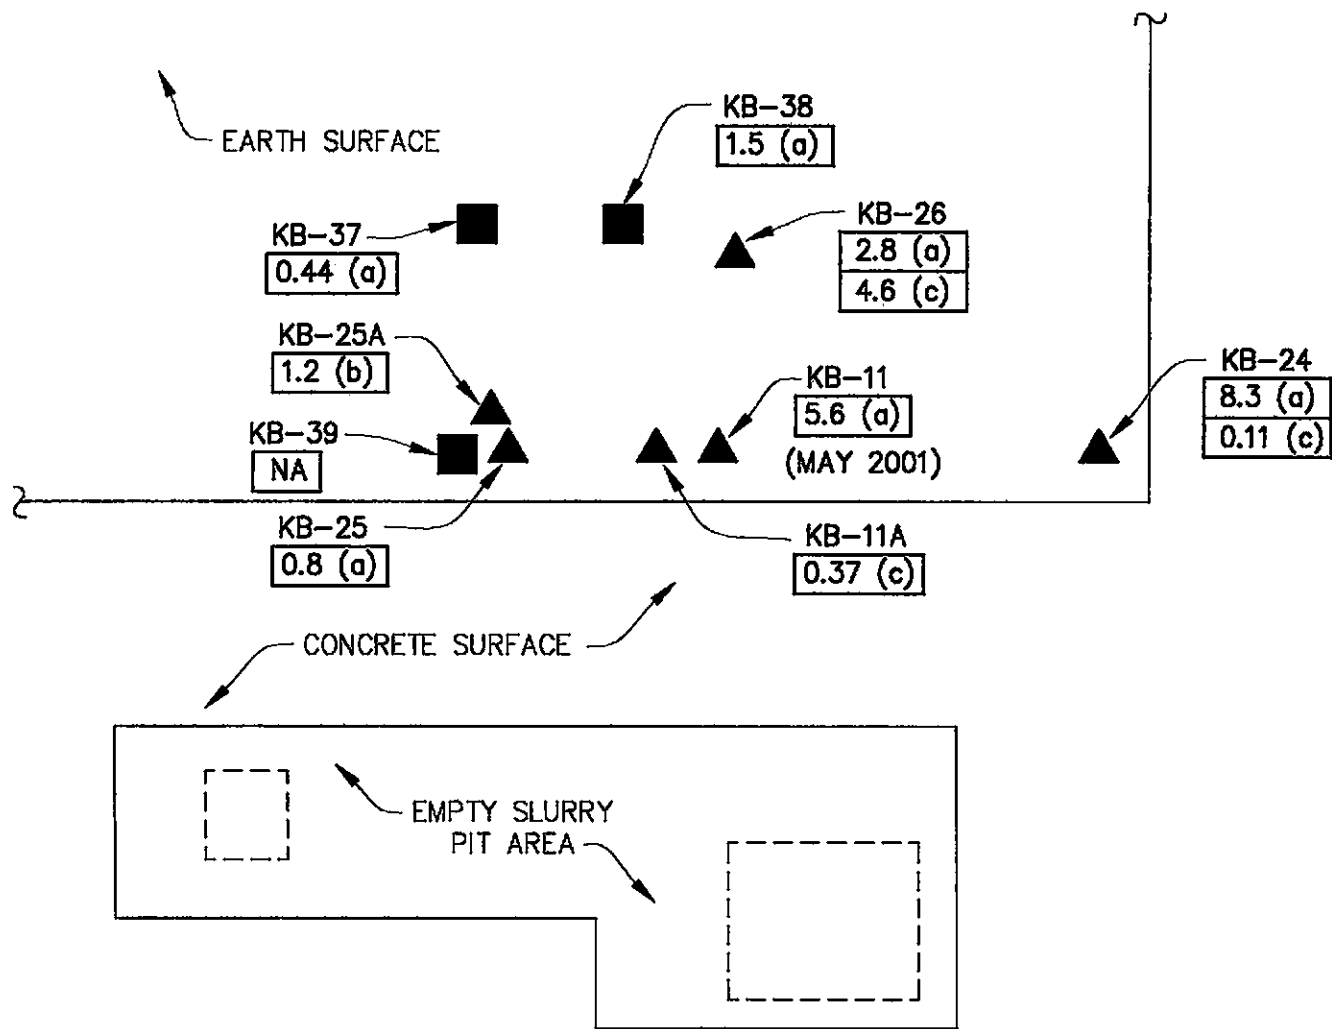 KB-38
1.5 (a)
EARTH SURFACE
KB-26
2.8 (a)
4.6 (c)
KB-37
0.44 (a)
KB-25A
1.2 (b)
KB-11
5.6 (a)
(MAY 2001)
KB-24
8.3 (a)
0.11 (c)
KB-39
NA
KB-25
0.8 (a)
KB-11A
0.37 (c)
CONCRETE SURFACE
EMPTY SLURRY
PIT AREA